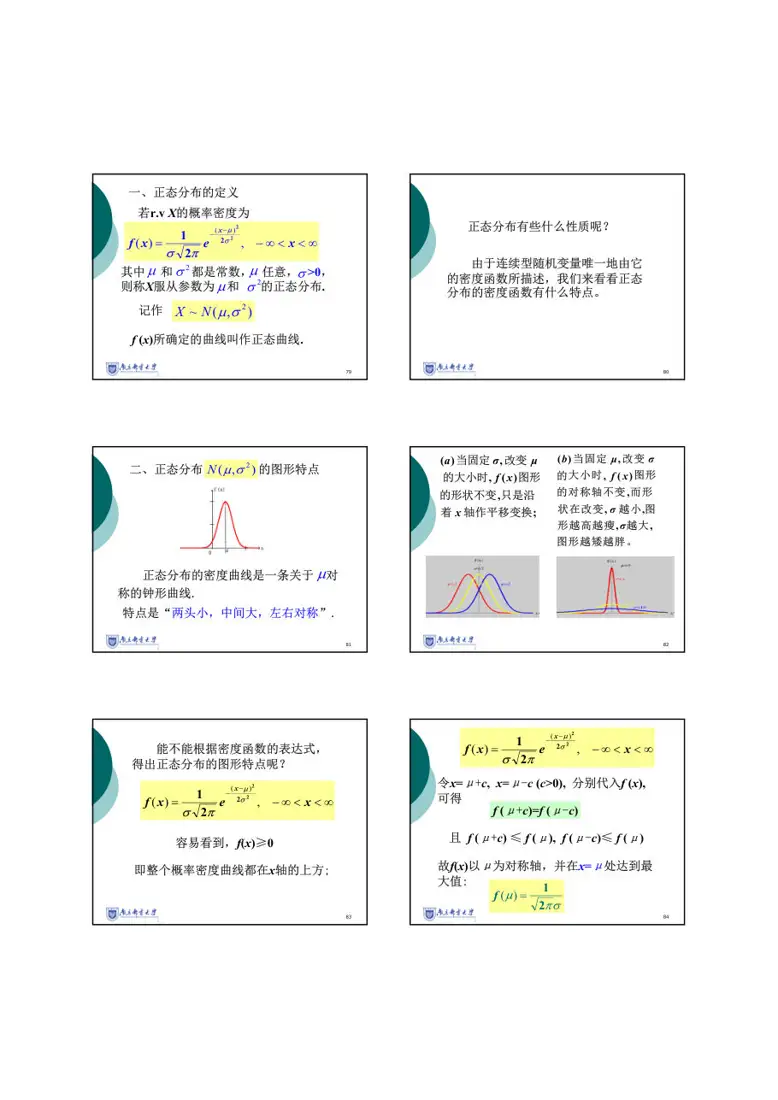 一、正态分布的定义
若r.v X的概率密度为
f(x) = 1/(σ√2π) e^(-(x-μ)²/2σ²), -∞ < x < ∞
其中 μ 和 σ² 都是常数, μ 任意, σ>0,
则称X服从参数为 μ 和 σ² 的正态分布.
记作 X ~ N(μ,σ²)
f (x)所确定的曲线叫作正态曲线.
79
正态分布有些什么性质呢?
由于连续型随机变量唯一地由它
的密度函数所描述, 我们来看看正态
分布的密度函数有什么特点。
80
二、正态分布 N(μ,σ²) 的图形特点
正态分布的密度曲线是一条关于 μ 对
称的钟形曲线.
特点是“两头小, 中间大, 左右对称”.
81
(a) 当固定 σ, 改变 μ
的大小时, f (x)图形
的形状不变,只是沿
着 x 轴作平移变换;
(b) 当固定 μ, 改变 σ
的大小时, f (x)图形
的对称轴不变,而形
状在改变, σ 越小,图
形越高越瘦,σ越大,
图形越矮越胖。
82
能不能根据密度函数的表达式,
得出正态分布的图形特点呢?
f(x) = 1/(σ√2π) e^(-(x-μ)²/2σ²), -∞ < x < ∞
容易看到, f(x)≥0
即整个概率密度曲线都在x轴的上方;
83
f(x) = 1/(σ√2π) e^(-(x-μ)²/2σ²), -∞ < x < ∞
令x=μ+c, x=μ-c (c>0), 分别代入f (x),
可得
f (μ+c)=f (μ-c)
且 f (μ+c) ≤ f (μ), f (μ-c)≤ f (μ)
故f(x)以μ为对称轴, 并在x=μ处达到最
大值:
f(μ) = 1/(√2πσ)
84